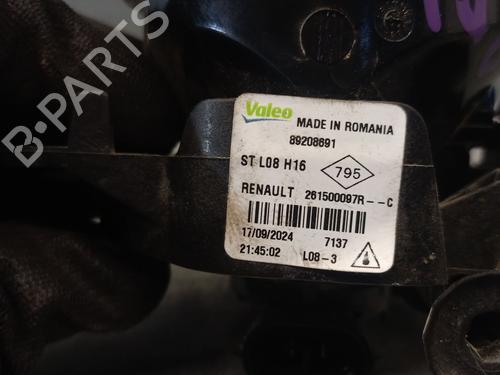 Valeo
MADE IN ROMANIA
89208691
ST L08 H16
795
RENAULT 261500097R--C
17/09/2024 7137
21:45:02 L08-3
B-PARTS